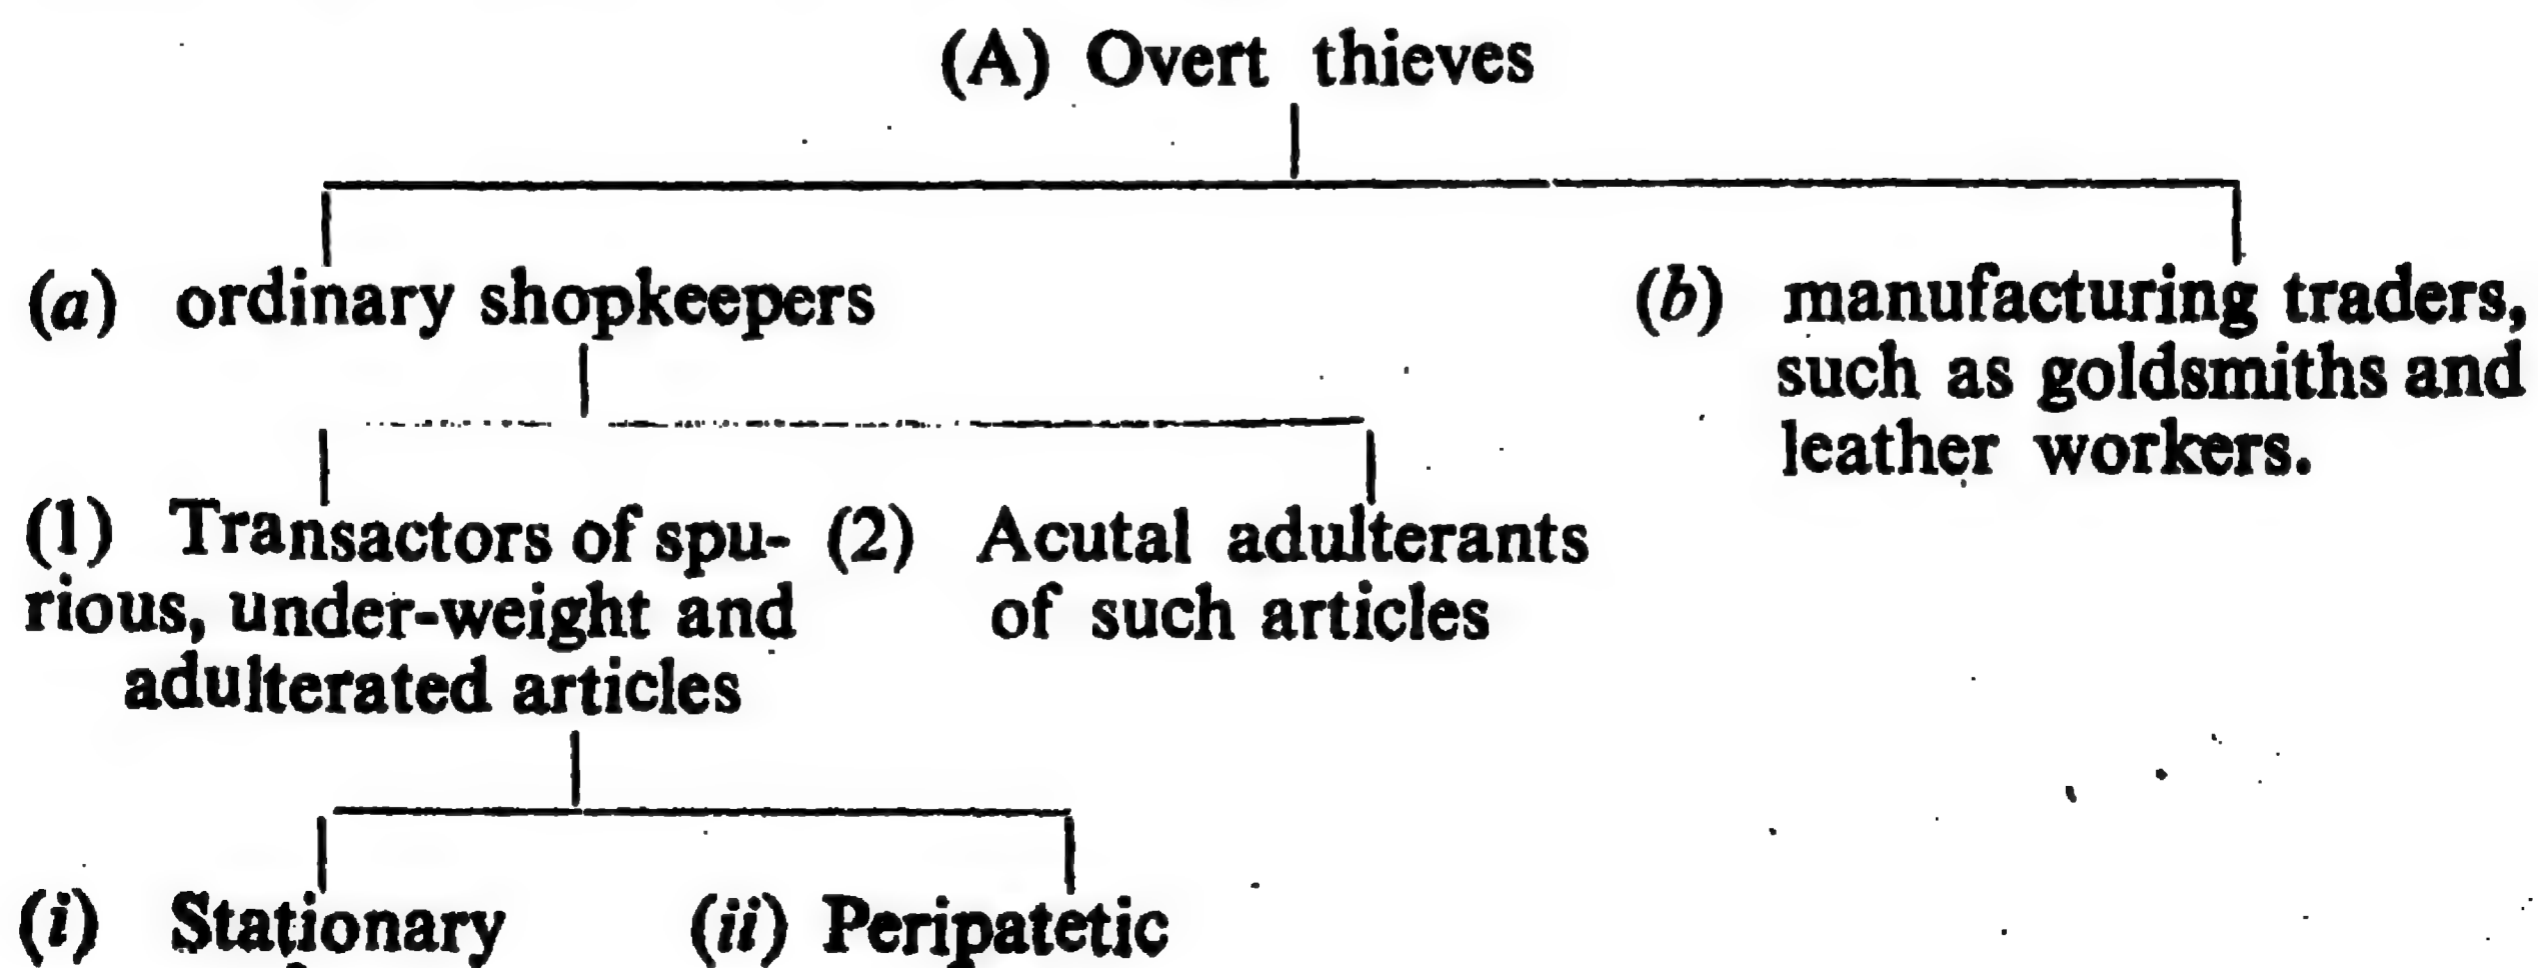 (A) Overt thieves
(a) ordinary shopkeepers
(b) manufacturing traders,
such as goldsmiths and
leather workers.
(1) Transactors of spu-
rious, under-weight and
adulterated articles
(2) Acutal adulterants
of such articles
(i) Stationary
(ii) Peripatetic